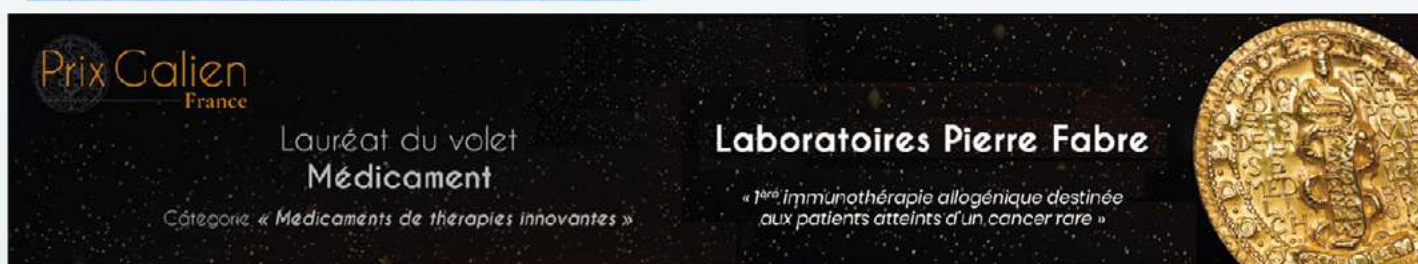 Prix Galien
France
Lauréat du volet
Médicament
Catégorie « Médicaments de thérapies innovantes »
Laboratoires Pierre Fabre
« 1ère immunothérapie allogénique destinée
aux patients atteints d'un cancer rare »